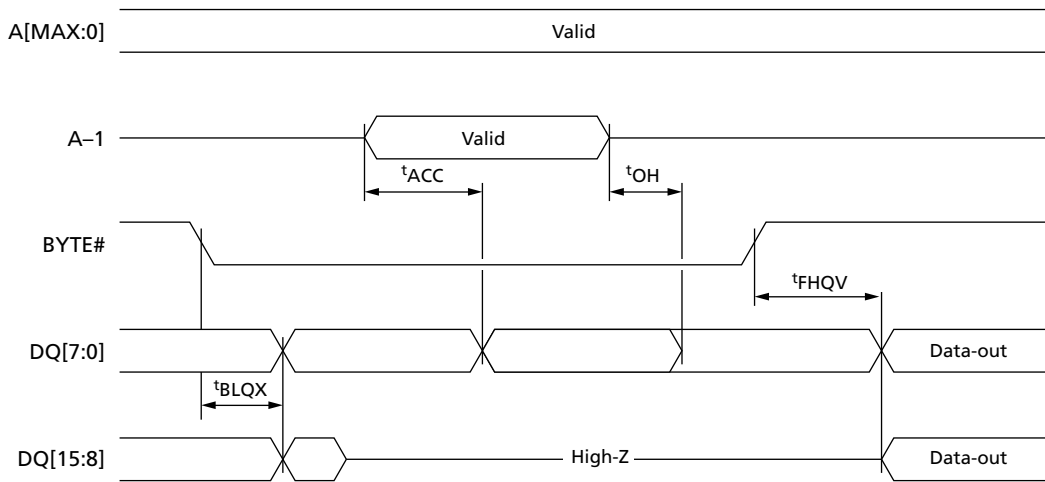 A[MAX:0] Valid
A–1 Valid
tACC tOH
BYTE#
tFHQV
DQ[7:0] Data-out
tBLQX
DQ[15:8] High-Z Data-out